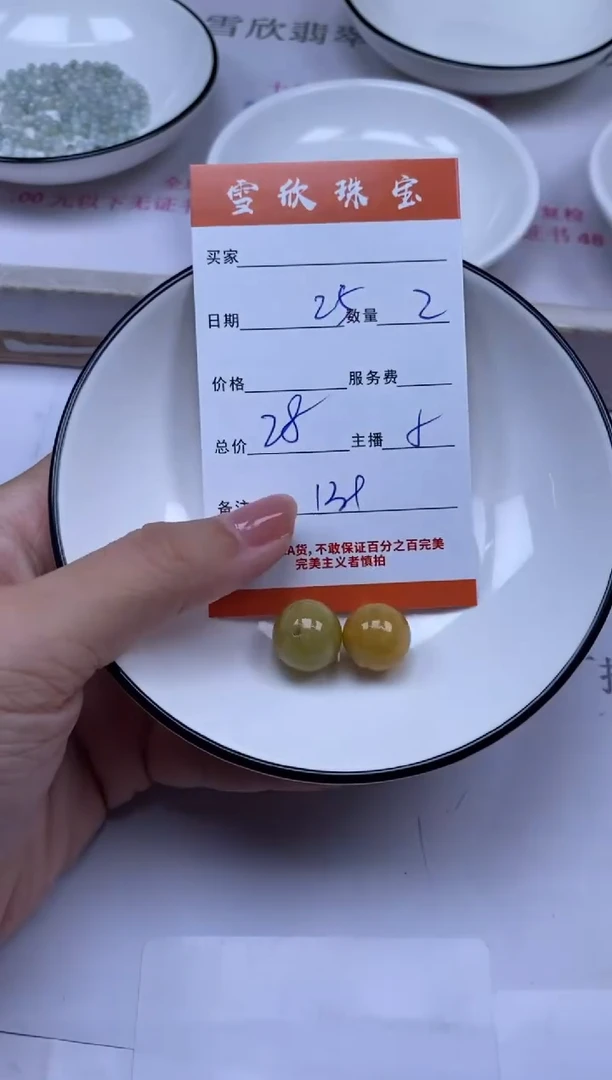 雪欣翡翠
雪欣珠宝
买家
日期 25 数量 2
价格 服务费
总价 28 主播
备注
A货，不敢保证百分之百完美
完美主义者慎拍